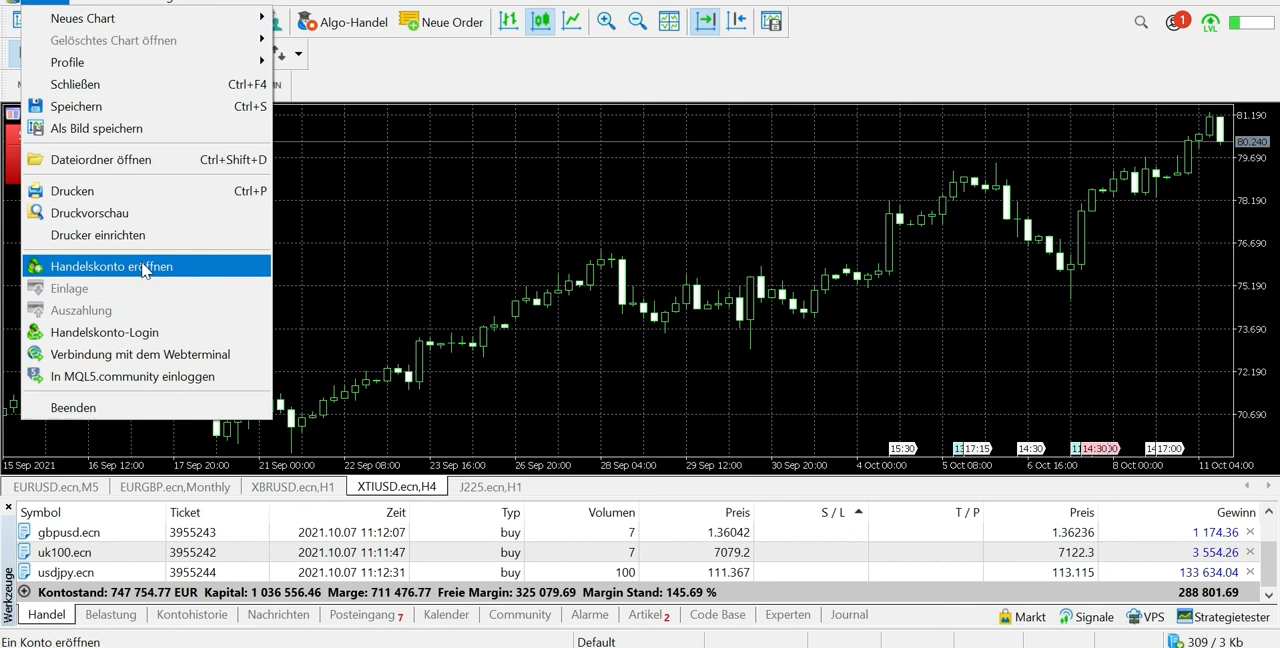 Algo-Handel
Neue Order
1
LVL
Neues Chart
Gelöschtes Chart öffnen
Profile
Schließen Ctrl+F4
Speichern Ctrl+S
Als Bild speichern
Dateiordner öffnen Ctrl+Shift+D
Drucken Ctrl+P
Druckvorschau
Drucker einrichten
Handelskonto eröffnen
Einlage
Auszahlung
Handelskonto-Login
Verbindung mit dem Webterminal
In MQL5.community einloggen
Beenden
81.190
80.240
79.690
78.190
76.690
75.190
73.690
72.190
70.690
15:30 17:15 14:30 14:30 17:00
15 Sep 2021 16 Sep 12:00 17 Sep 20:00 21 Sep 00:00 22 Sep 08:00 23 Sep 16:00 26 Sep 20:00 28 Sep 04:00 29 Sep 12:00 30 Sep 20:00 4 Oct 00:00 5 Oct 08:00 6 Oct 16:00 8 Oct 00:00 11 Oct 04:00
EURUSD.ecn,M5 EURGBP.ecn,Monthly XBRUSD.ecn,H1 XTIUSD.ecn,H4 J225.ecn,H1
Symbol Ticket Zeit Typ Volumen Preis S / L T / P Preis Gewinn
gbpusd.ecn 3955243 2021.10.07 11:12:07 buy 7 1.36042 1.36236 1 174.36
uk100.ecn 3955242 2021.10.07 11:11:47 buy 7 7079.2 7122.3 3 554.26
usdjpy.ecn 3955244 2021.10.07 11:12:31 buy 100 111.367 113.115 133 634.04
Kontostand: 747 754.77 EUR Kapital: 1 036 556.46 Marge: 711 476.77 Freie Margin: 325 079.69 Margin Stand: 145.69 % 288 801.69
Werkzeuge
Handel Belastung Kontohistorie Nachrichten Posteingang 7 Kalender Community Alarme Artikel 2 Code Base Experten Journal Markt Signale VPS Strategietester
Ein Konto eröffnen Default 309 / 3 Kb